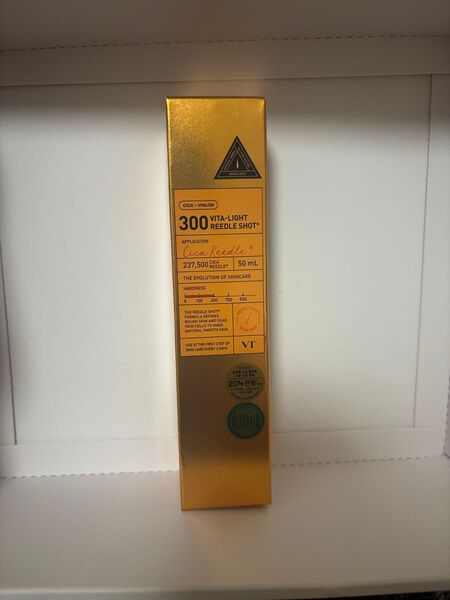 CICA × HYALON
300 VITA-LIGHT
REEDLE SHOT®
APPLICATION
Cica Reedle®
237,500 CICA REEDLE® 50 mL
THE EVOLUTION OF SKINCARE
HARDNESS
0 100 300 700 900
THE REEDLE SHOT®
FORMULA REFINES
ROUGH SKIN AND DEAD
SKIN CELLS TO MAKE
NATURAL SMOOTH SKIN
USE AT THE FIRST STEP OF
SKIN CARE EVERY 3 DAYS
VT
204